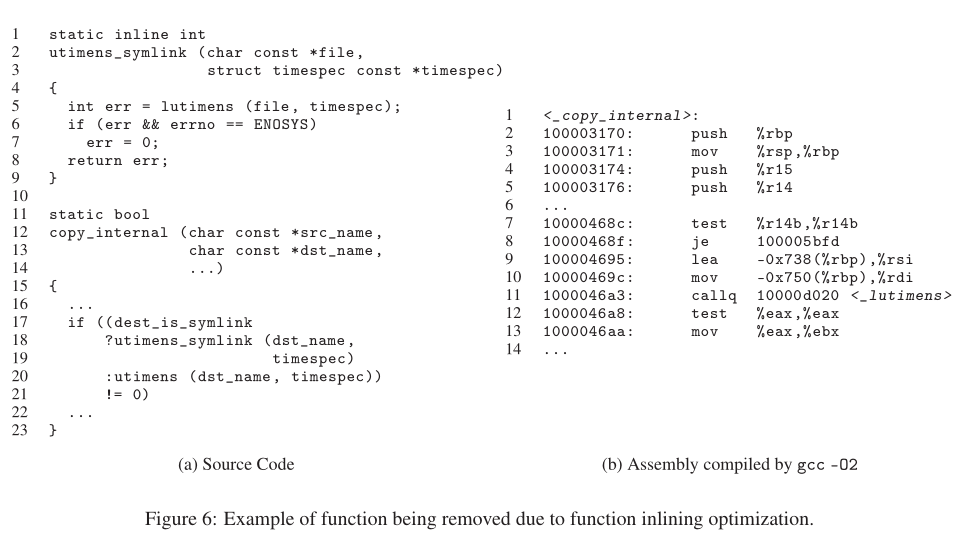 1 static inline int
2 utimens_symlink (char const *file,
3                  struct timespec const *timespec)
4 {
5   int err = lutimens (file, timespec);
6   if (err && errno == ENOSYS)
7     err = 0;
8   return err;
9 }
10
11 static bool
12 copy_internal (char const *src_name,
13                char const *dst_name,
14                ...)
15 {
16   ...
17   if ((dest_is_symlink
18       ?utimens_symlink (dst_name,
19                         timespec)
20       :utimens (dst_name, timespec))
21       != 0)
22   ...
23 }
(a) Source Code
1 <_copy_internal>:
2 100003170: push %rbp
3 100003171: mov %rsp,%rbp
4 100003174: push %r15
5 100003176: push %r14
6 ...
7 10000468c: test %r14b,%r14b
8 10000468f: je 100005bfd
9 100004695: lea -0x738(%rbp),%rsi
10 10000469c: mov -0x750(%rbp),%rdi
11 1000046a3: callq 10000d020 <_lutimens>
12 1000046a8: test %eax,%eax
13 1000046aa: mov %eax,%ebx
14 ...
(b) Assembly compiled by gcc -O2
Figure 6: Example of function being removed due to function inlining optimization.